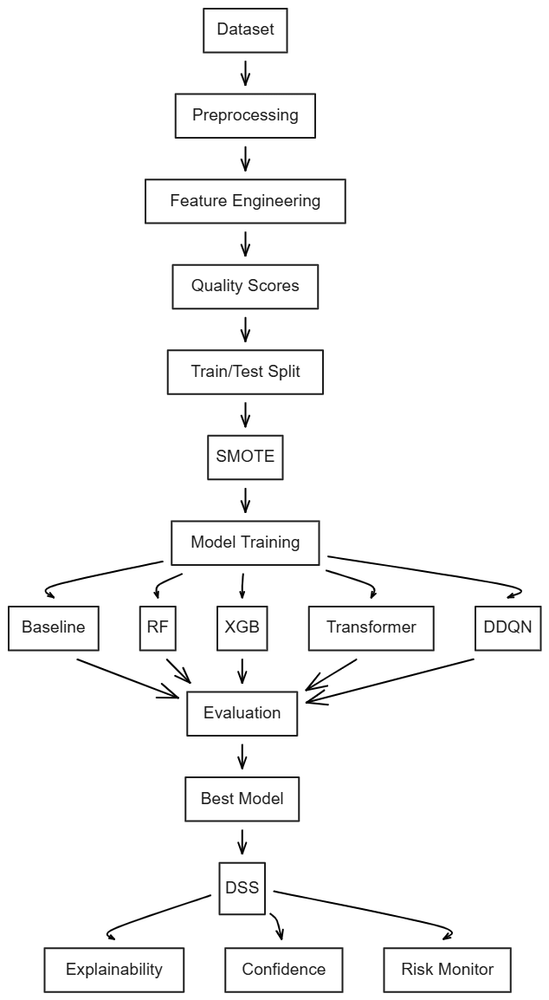 Dataset
Preprocessing
Feature Engineering
Quality Scores
Train/Test Split
SMOTE
Model Training
Baseline
RF
XGB
Transformer
DDQN
Evaluation
Best Model
DSS
Explainability
Confidence
Risk Monitor